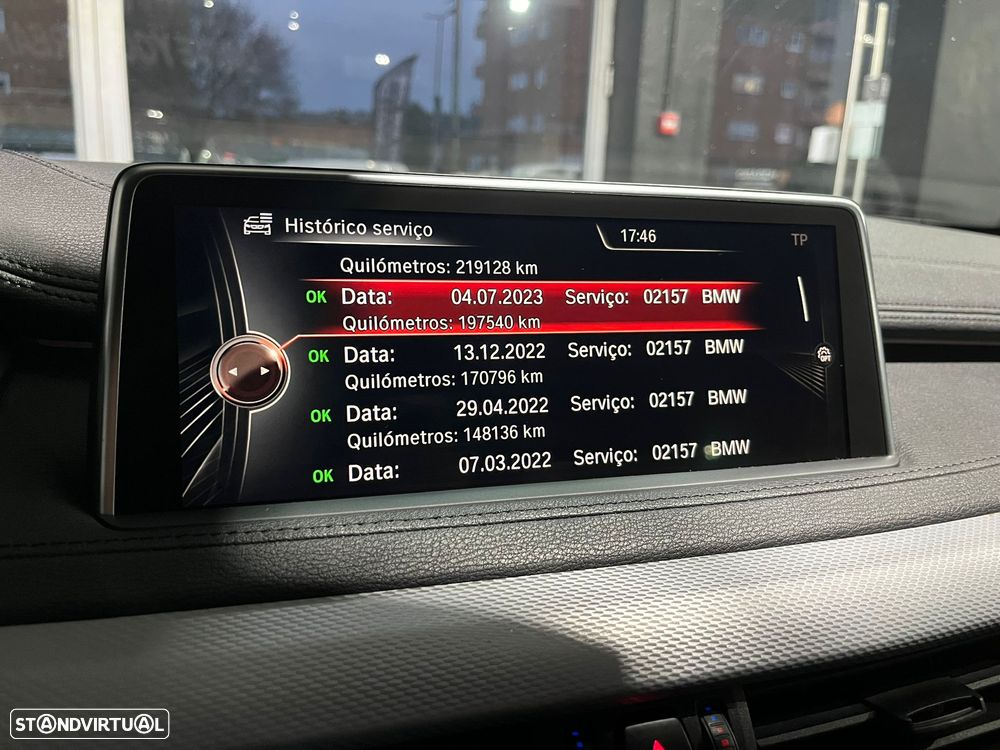 Histórico serviço
17:46
TP
Quilómetros: 219128 km
OK Data: 04.07.2023 Serviço: 02157 BMW
Quilómetros: 197540 km
OK Data: 13.12.2022 Serviço: 02157 BMW
Quilómetros: 170796 km
OK Data: 29.04.2022 Serviço: 02157 BMW
Quilómetros: 148136 km
OK Data: 07.03.2022 Serviço: 02157 BMW
OPT
STANDVIRTUAL